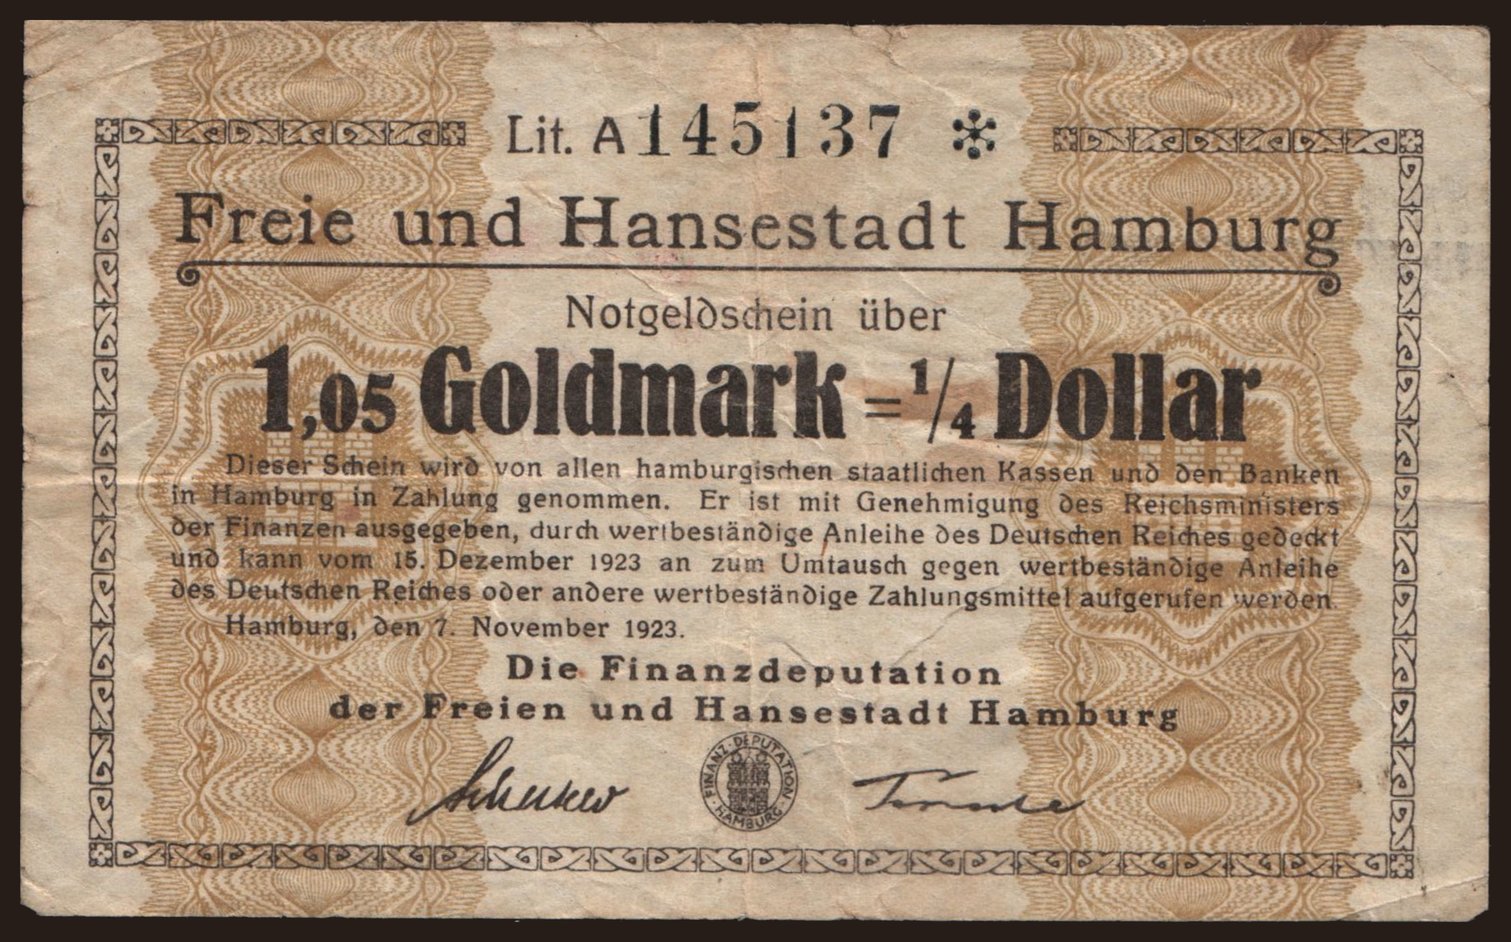 Lit. A 145137 *
Freie und Hansestadt Hamburg
Notgeldschein über
1,05 Goldmark = 1/4 Dollar
Dieser Schein wird von allen hamburgischen staatlichen Kassen und den Banken
in Hamburg in Zahlung genommen. Er ist mit Genehmigung des Reichsministers
der Finanzen ausgegeben, durch wertbeständige Anleihe des Deutschen Reiches gedeckt
und kann vom 15. Dezember 1923 an zum Umtausch gegen wertbeständige Anleihe
des Deutschen Reiches oder andere wertbeständige Zahlungsmittel aufgerufen werden.
Hamburg, den 7. November 1923.
Die Finanzdeputation
der Freien und Hansestadt Hamburg
FINANZ-DEPUTATION
HAMBURG